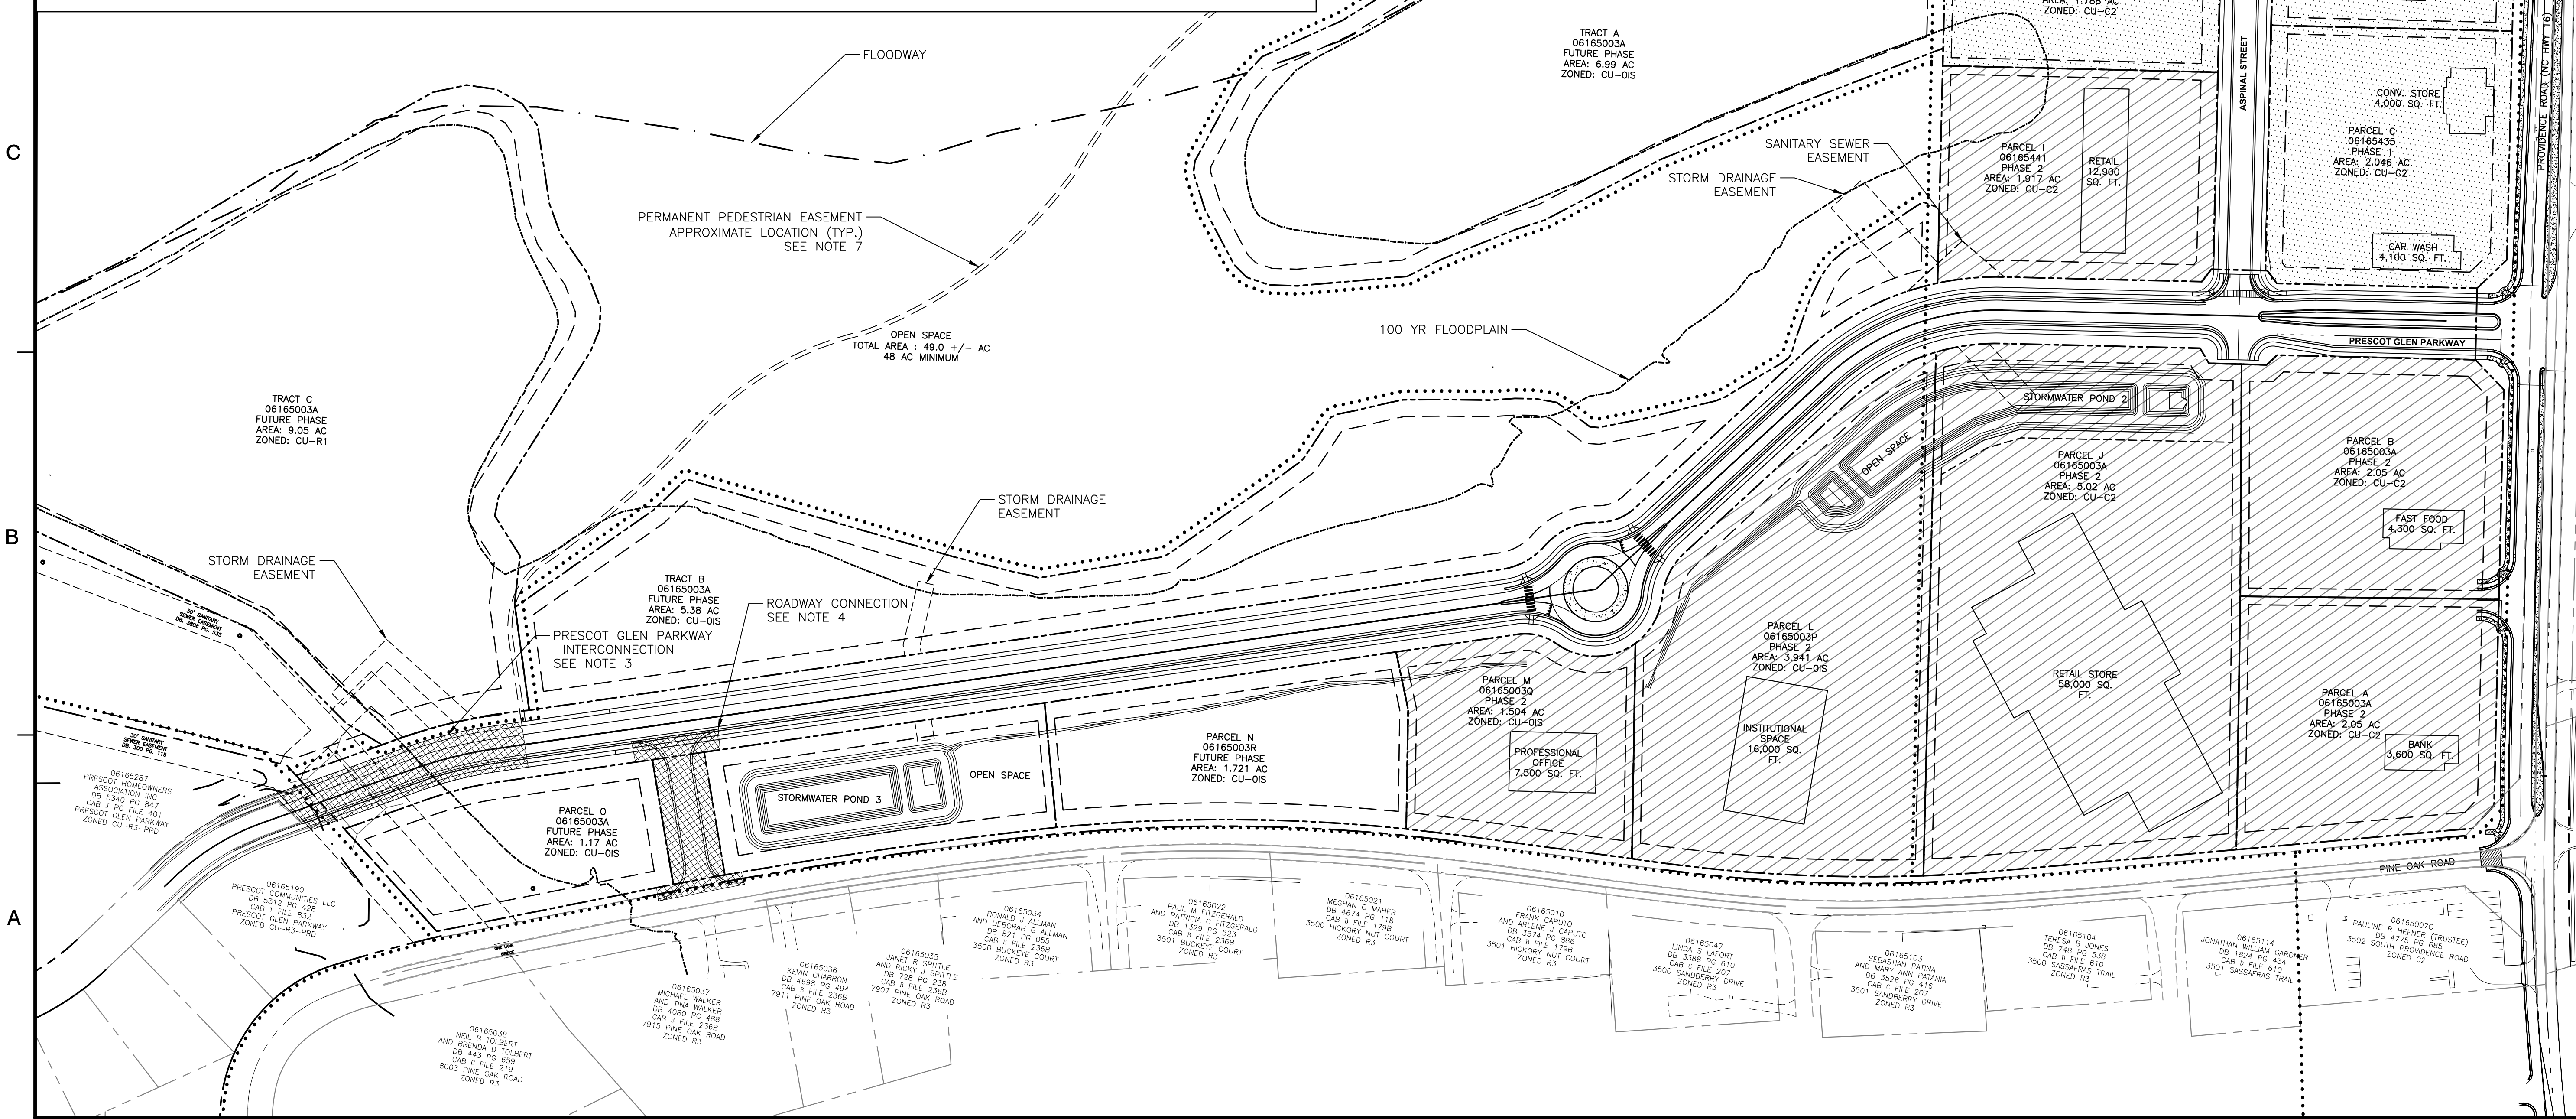 AREA: 1.788 AC
ZONED: CU-C2
ASPINAL STREET
PROVIDENCE ROAD (NC HWY 16)
C
FLOODWAY
TRACT A
06165003A
FUTURE PHASE
AREA: 6.99 AC
ZONED: CU-OIS
CONV. STORE
4,000 SQ. FT.
PARCEL C
06165435
PHASE 1
AREA: 2.046 AC
ZONED: CU-C2
CAR WASH
4,100 SQ. FT.
SANITARY SEWER
EASEMENT
STORM DRAINAGE
EASEMENT
PARCEL I
06165441
PHASE 2
AREA: 1.917 AC
ZONED: CU-C2
RETAIL
12,900
SQ. FT.
PERMANENT PEDESTRIAN EASEMENT
APPROXIMATE LOCATION (TYP.)
SEE NOTE 7
OPEN SPACE
TOTAL AREA : 49.0 +/- AC
48 AC MINIMUM
100 YR FLOODPLAIN
PRESCOT GLEN PARKWAY
TRACT C
06165003A
FUTURE PHASE
AREA: 9.05 AC
ZONED: CU-R1
STORMWATER POND 2
OPEN SPACE
PARCEL J
06165003A
PHASE 2
AREA: 5.02 AC
ZONED: CU-C2
PARCEL B
06165003A
PHASE 2
AREA: 2.05 AC
ZONED: CU-C2
FAST FOOD
4,300 SQ. FT.
B
STORM DRAINAGE
EASEMENT
STORM DRAINAGE
EASEMENT
TRACT B
06165003A
FUTURE PHASE
AREA: 5.38 AC
ZONED: CU-OIS
ROADWAY CONNECTION
SEE NOTE 4
PRESCOT GLEN PARKWAY
INTERCONNECTION
SEE NOTE 3
30' SANITARY
SEWER EASEMENT
DB. 3806 PG. 535
30' SANITARY
SEWER EASEMENT
DB. 300 PG. 115
PARCEL L
06165003P
PHASE 2
AREA: 3.941 AC
ZONED: CU-OIS
INSTITUTIONAL
SPACE
16,000 SQ.
FT.
RETAIL STORE
58,000 SQ.
FT.
PARCEL M
06165003Q
PHASE 2
AREA: 1.504 AC
ZONED: CU-OIS
PROFESSIONAL
OFFICE
7,500 SQ. FT.
PARCEL A
06165003A
PHASE 2
AREA: 2.05 AC
ZONED: CU-C2
BANK
3,600 SQ. FT.
PARCEL N
06165003R
FUTURE PHASE
AREA: 1.721 AC
ZONED: CU-OIS
OPEN SPACE
STORMWATER POND 3
PARCEL O
06165003A
FUTURE PHASE
AREA: 1.17 AC
ZONED: CU-OIS
06165287
PRESCOT HOMEOWNERS
ASSOCIATION INC.
DB 5340 PG 847
CAB J PG FILE 401
PRESCOT GLEN PARKWAY
ZONED CU-R3-PRD
06165190
PRESCOT COMMUNITIES LLC
DB 5312 PG 428
CAB I FILE 832
PRESCOT GLEN PARKWAY
ZONED CU-R3-PRD
A
PINE OAK ROAD
ONE LANE
BRIDGE
06165038
NEIL B TOLBERT
AND BRENDA D TOLBERT
DB 443 PG 659
CAB C FILE 219
8003 PINE OAK ROAD
ZONED R3
06165037
MICHAEL WALKER
AND TINA WALKER
DB 4080 PG 488
CAB II FILE 236B
7915 PINE OAK ROAD
ZONED R3
06165036
KEVIN CHARRON
DB 4698 PG 494
CAB II FILE 236B
7911 PINE OAK ROAD
ZONED R3
06165035
JANET R SPITTLE
AND RICKY J SPITTLE
DB 728 PG 238
CAB II FILE 236B
7907 PINE OAK ROAD
ZONED R3
06165034
RONALD J ALLMAN
AND DEBORAH G ALLMAN
DB 821 PG 055
CAB II FILE 236B
3500 BUCKEYE COURT
ZONED R3
06165022
PAUL M FITZGERALD
AND PATRICIA C FITZGERALD
DB 1329 PG 523
CAB II FILE 236B
3501 BUCKEYE COURT
ZONED R3
06165021
MEGHAN G MAHER
DB 4674 PG 118
CAB II FILE 179B
3500 HICKORY NUT COURT
ZONED R3
06165010
FRANK CAPUTO
AND ARLENE J CAPUTO
DB 3574 PG 886
CAB II FILE 179B
3501 HICKORY NUT COURT
ZONED R3
06165047
LINDA S LAFORT
DB 3388 PG 610
CAB C FILE 207
3500 SANDBERRY DRIVE
ZONED R3
06165103
SEBASTIAN PATINA
AND MARY ANN PATANIA
DB 3526 PG 416
CAB C FILE 207
3501 SANDBERRY DRIVE
ZONED R3
06165104
TERESA B JONES
DB 748 PG 538
CAB II FILE 610
3500 SASSAFRAS TRAIL
ZONED R3
06165114
JONATHAN WILLIAM GARDNER
DB 1824 PG 434
CAB II FILE 610
3501 SASSAFRAS TRAIL
06165007C
PAULINE R HEFNER (TRUSTEE)
DB 4775 PG 685
3502 SOUTH PROVIDENCE ROAD
ZONED C2